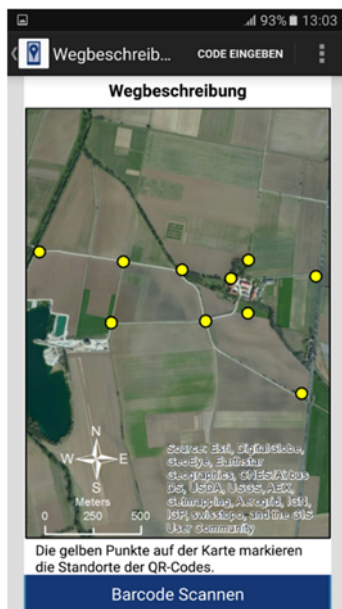 93% 13:03
Wegbeschreib... CODE EINGEBEN
Wegbeschreibung
N
W E
S
Meters
0 250 500
Source: Esri, DigitalGlobe,
GeoEye, Earthstar
Geographics, CNES/Airbus
DS, USDA, USGS, AEX,
Getmapping, Aerogrid, IGN,
IGP, swisstopo, and the GIS
User Community
Die gelben Punkte auf der Karte markieren
die Standorte der QR-Codes.
Barcode Scannen